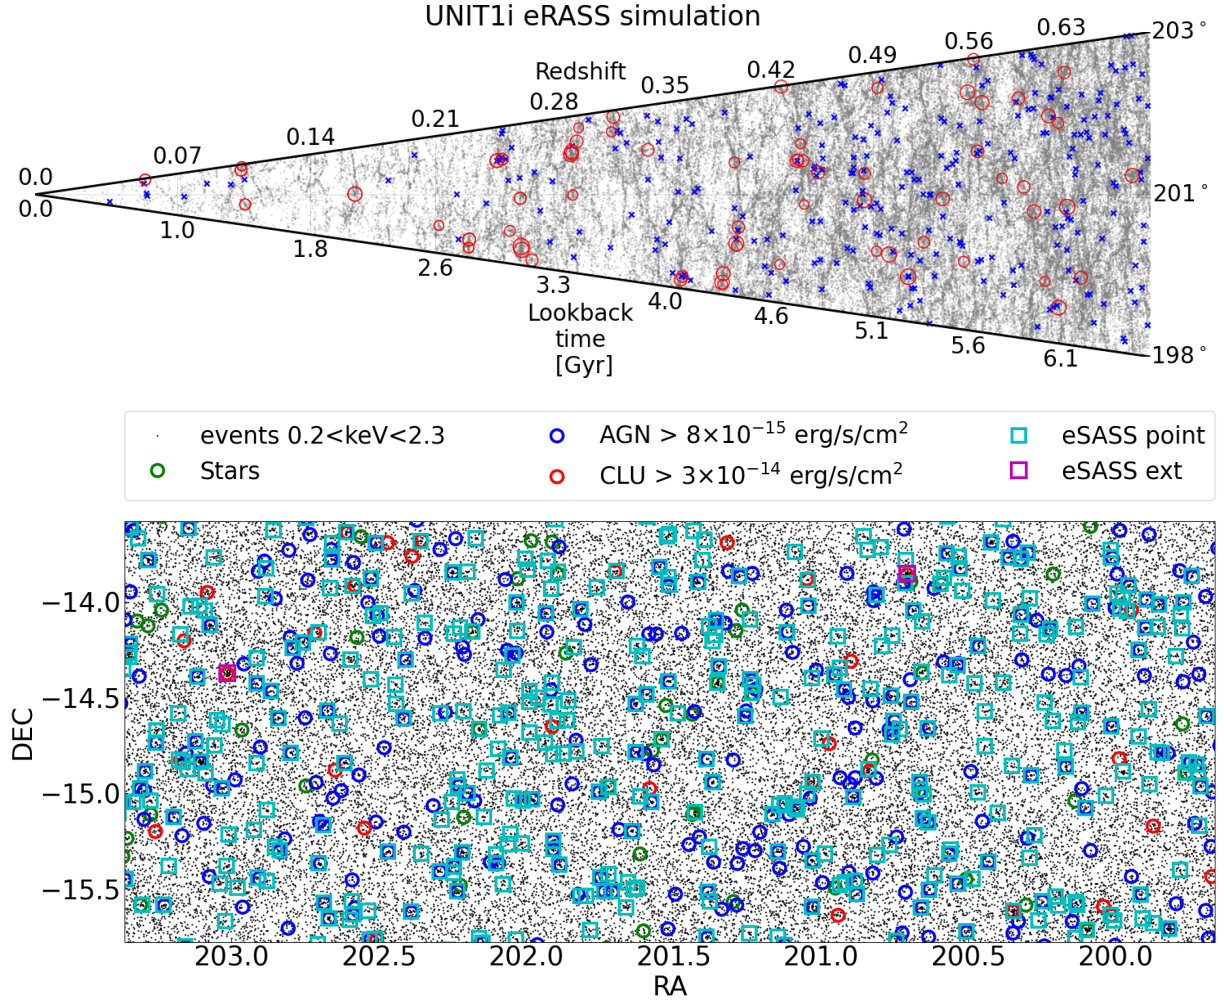 UNIT1i eRASS simulation
Redshift
0.0 0.07 0.14 0.21 0.28 0.35 0.42 0.49 0.56 0.63
203°
201°
198°
0.0 1.0 1.8 2.6 3.3 4.0 4.6 5.1 5.6 6.1
Lookback
time
[Gyr]
events 0.2<keV<2.3
Stars
AGN > 8×10⁻¹⁵ erg/s/cm²
CLU > 3×10⁻¹⁴ erg/s/cm²
eSASS point
eSASS ext
DEC
−14.0
−14.5
−15.0
−15.5
203.0 202.5 202.0 201.5 201.0 200.5 200.0
RA